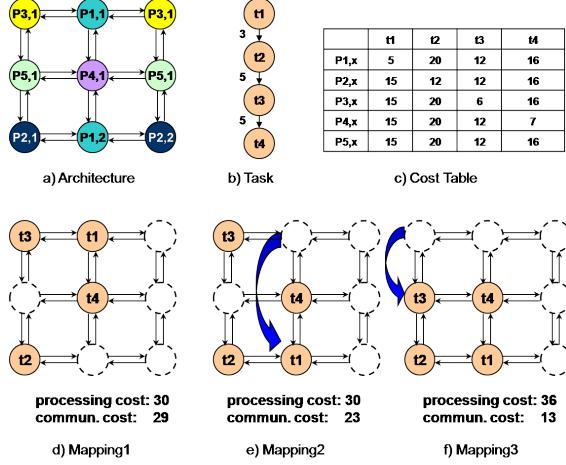 P3,1 P1,1 P3,1
P5,1 P4,1 P5,1
P2,1 P1,2 P2,2
a) Architecture
t1
3
t2
5
t3
5
t4
b) Task
t1 t2 t3 t4
P1,x 5 20 12 16
P2,x 15 12 12 16
P3,x 15 20 6 16
P4,x 15 20 12 7
P5,x 15 20 12 16
c) Cost Table
t3 t1
t4
t2
processing cost: 30
commun. cost: 29
d) Mapping1
t3
t4
t2 t1
processing cost: 30
commun. cost: 23
e) Mapping2
t3 t4
t2 t1
processing cost: 36
commun. cost: 13
f) Mapping3